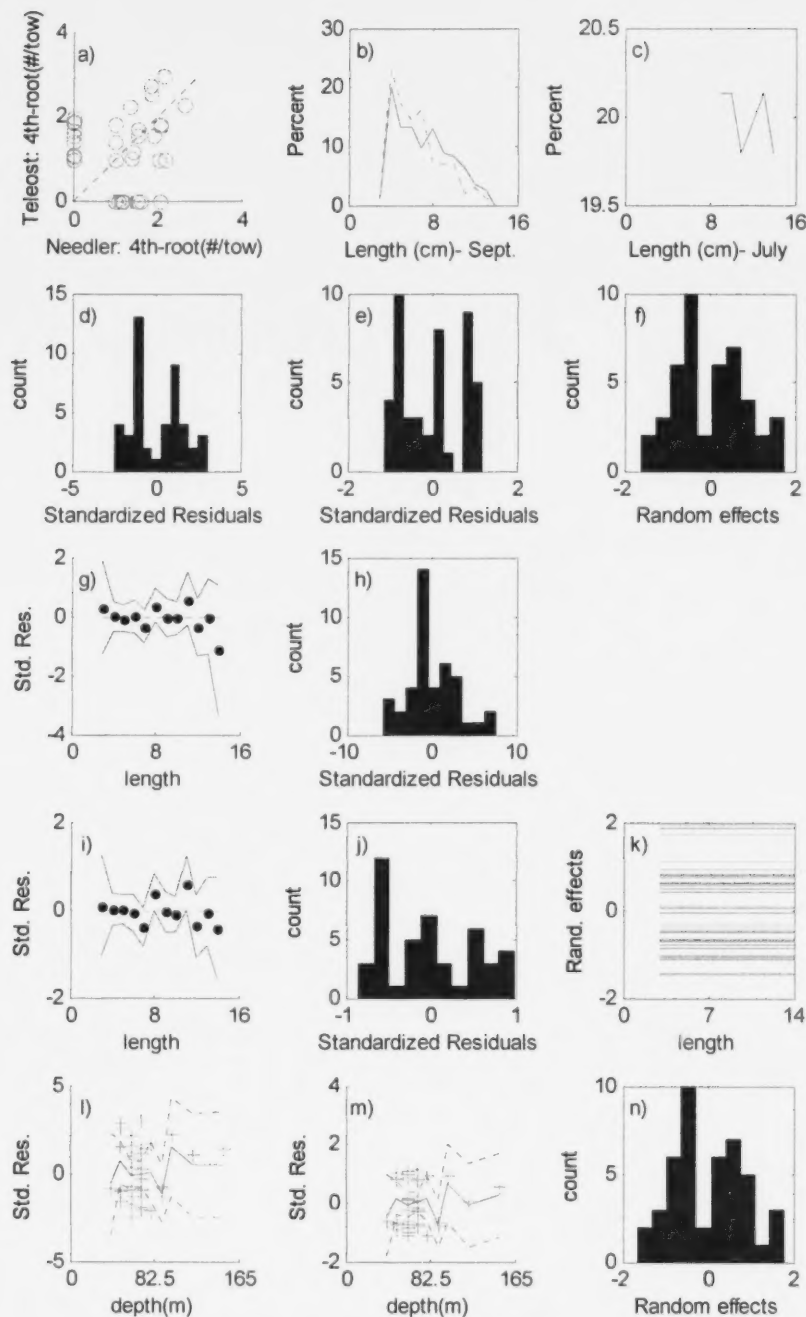 a)
4
2
0
0
2
4
Teleost: 4th-root(#/tow)
Needler: 4th-root(#/tow)
b)
30
20
10
0
0
8
16
Percent
Length (cm)- Sept.
c)
20.5
20
19.5
0
8
16
Percent
Length (cm)- July
d)
15
10
5
0
-5
0
5
count
Standardized Residuals
e)
10
5
0
-2
0
2
count
Standardized Residuals
f)
10
5
0
-2
0
2
count
Random effects
g)
2
0
-2
-4
0
8
16
Std. Res.
length
h)
15
10
5
0
-10
0
10
count
Standardized Residuals
i)
2
0
-2
0
8
16
Std. Res.
length
j)
15
10
5
0
-1
0
1
count
Standardized Residuals
k)
2
0
-2
0
7
14
Rand. effects
length
l)
5
0
-5
0
82.5
165
Std. Res.
depth(m)
m)
4
2
0
-2
0
82.5
165
Std. Res.
depth(m)
n)
10
5
0
-2
0
2
count
Random effects